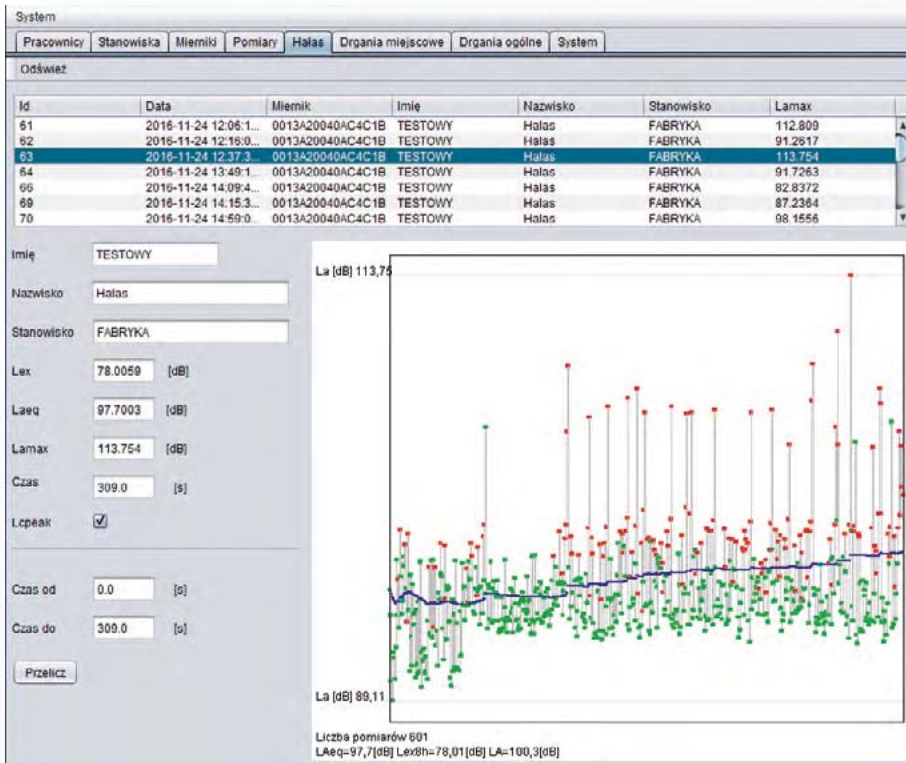 System
Pracownicy Stanowiska Mierniki Pomiary Hałas Drgania miejscowe Drgania ogólne System
Odśwież
Id Data Miernik Imię Nazwisko Stanowisko Lamax
61 2016-11-24 12:06:1... 0013A20040AC4C1B TESTOWY Halas FABRYKA 112.809
62 2016-11-24 12:16:0... 0013A20040AC4C1B TESTOWY Halas FABRYKA 91.2617
63 2016-11-24 12:37:3... 0013A20040AC4C1B TESTOWY Halas FABRYKA 113.754
64 2016-11-24 13:49:1... 0013A20040AC4C1B TESTOWY Halas FABRYKA 91.7263
66 2016-11-24 14:09:4... 0013A20040AC4C1B TESTOWY Halas FABRYKA 82.8372
69 2016-11-24 14:15:3... 0013A20040AC4C1B TESTOWY Halas FABRYKA 87.2364
70 2016-11-24 14:59:0... 0013A20040AC4C1B TESTOWY Halas FABRYKA 98.1556
Imię TESTOWY
Nazwisko Halas
Stanowisko FABRYKA
Lex 78.0059 [dB]
Laeq 97.7003 [dB]
Lamax 113.754 [dB]
Czas 309.0 [s]
Lcpeak
Czas od 0.0 [s]
Czas do 309.0 [s]
Przelicz
La [dB] 113,75
La [dB] 89,11
Liczba pomiarów 601
LAeq=97,7[dB] Lex8h=78,01[dB] LA=100,3[dB]